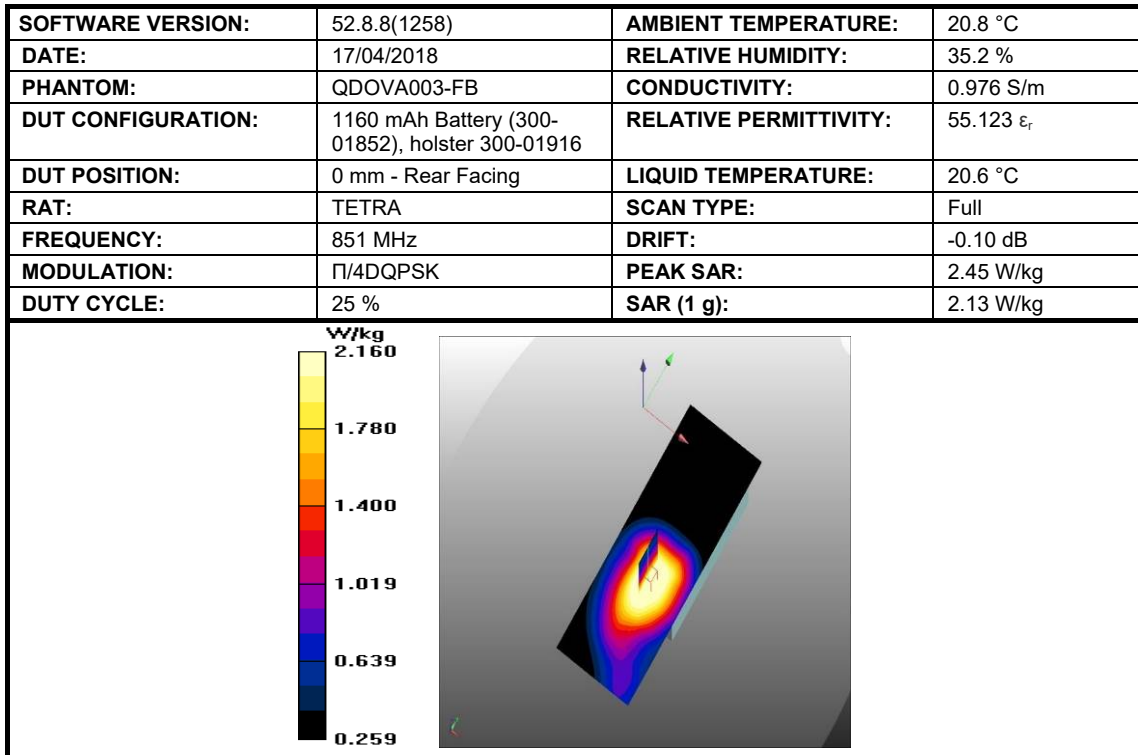 SOFTWARE VERSION: 52.8.8(1258) AMBIENT TEMPERATURE: 20.8 °C
DATE: 17/04/2018 RELATIVE HUMIDITY: 35.2 %
PHANTOM: QDOVA003-FB CONDUCTIVITY: 0.976 S/m
DUT CONFIGURATION: 1160 mAh Battery (300-
01852), holster 300-01916 RELATIVE PERMITTIVITY: 55.123 εᵣ
DUT POSITION: 0 mm - Rear Facing LIQUID TEMPERATURE: 20.6 °C
RAT: TETRA SCAN TYPE: Full
FREQUENCY: 851 MHz DRIFT: -0.10 dB
MODULATION: Π/4DQPSK PEAK SAR: 2.45 W/kg
DUTY CYCLE: 25 % SAR (1 g): 2.13 W/kg
W/kg
2.160
1.780
1.400
1.019
0.639
0.259